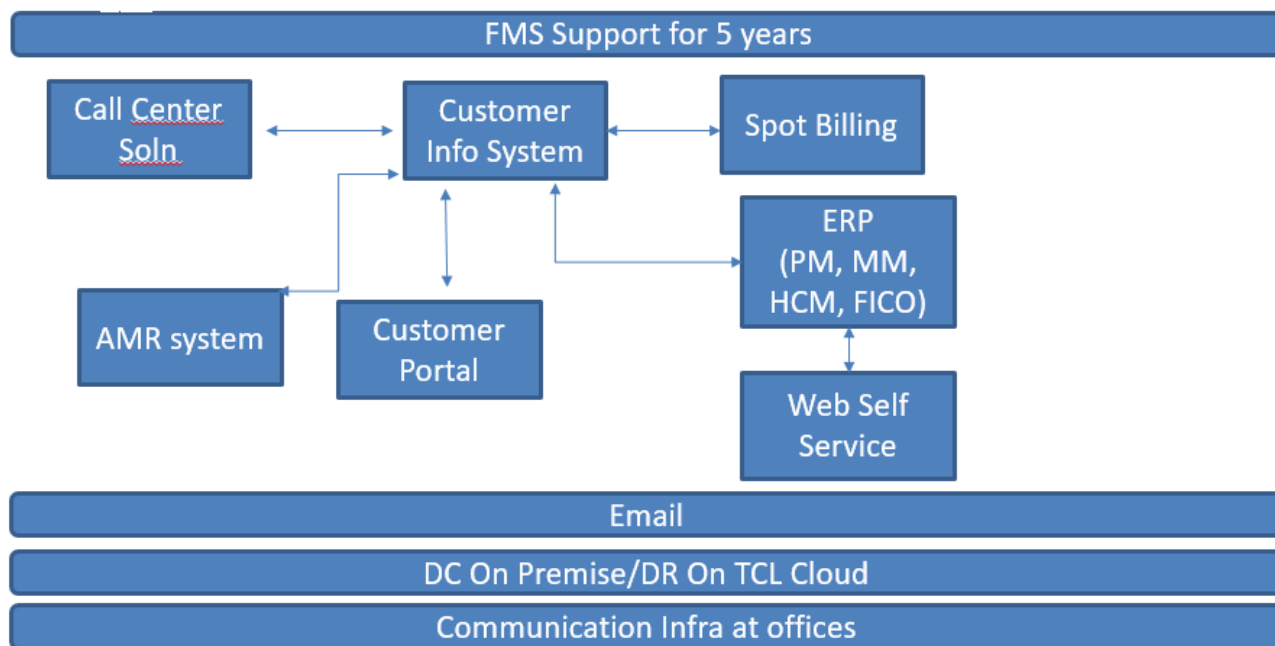 FMS Support for 5 years
Call Center
Soln
Customer
Info System
Spot Billing
ERP
(PM, MM,
HCM, FICO)
AMR system
Customer
Portal
Web Self
Service
Email
DC On Premise/DR On TCL Cloud
Communication Infra at offices